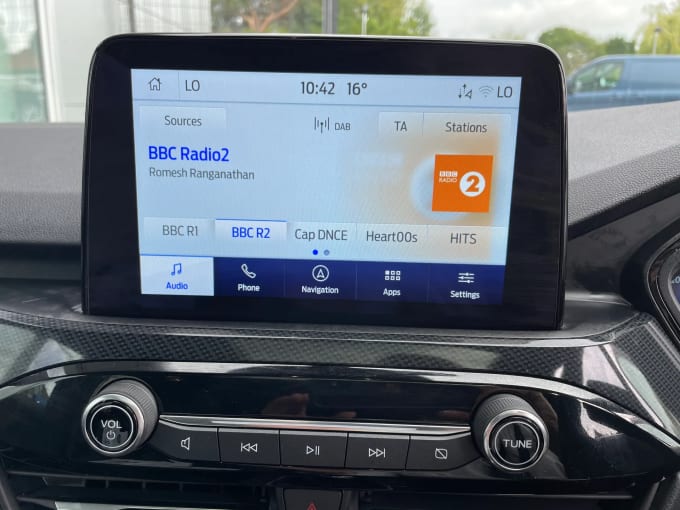 LO 10:42 16° LO
Sources DAB TA Stations
BBC Radio2
Romesh Ranganathan
BBC RADIO 2
BBC R1 BBC R2 Cap DNCE Heart00s HITS
Audio Phone Navigation Apps Settings
VOL TUNE